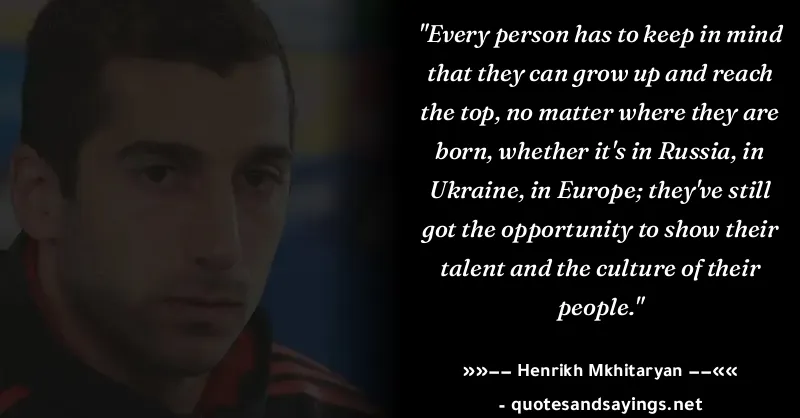 "Every person has to keep in mind
that they can grow up and reach
the top, no matter where they are
born, whether it's in Russia, in
Ukraine, in Europe; they've still
got the opportunity to show their
talent and the culture of their
people."
»»–– Henrikh Mkhitaryan ––««
- quotesandsayings.net